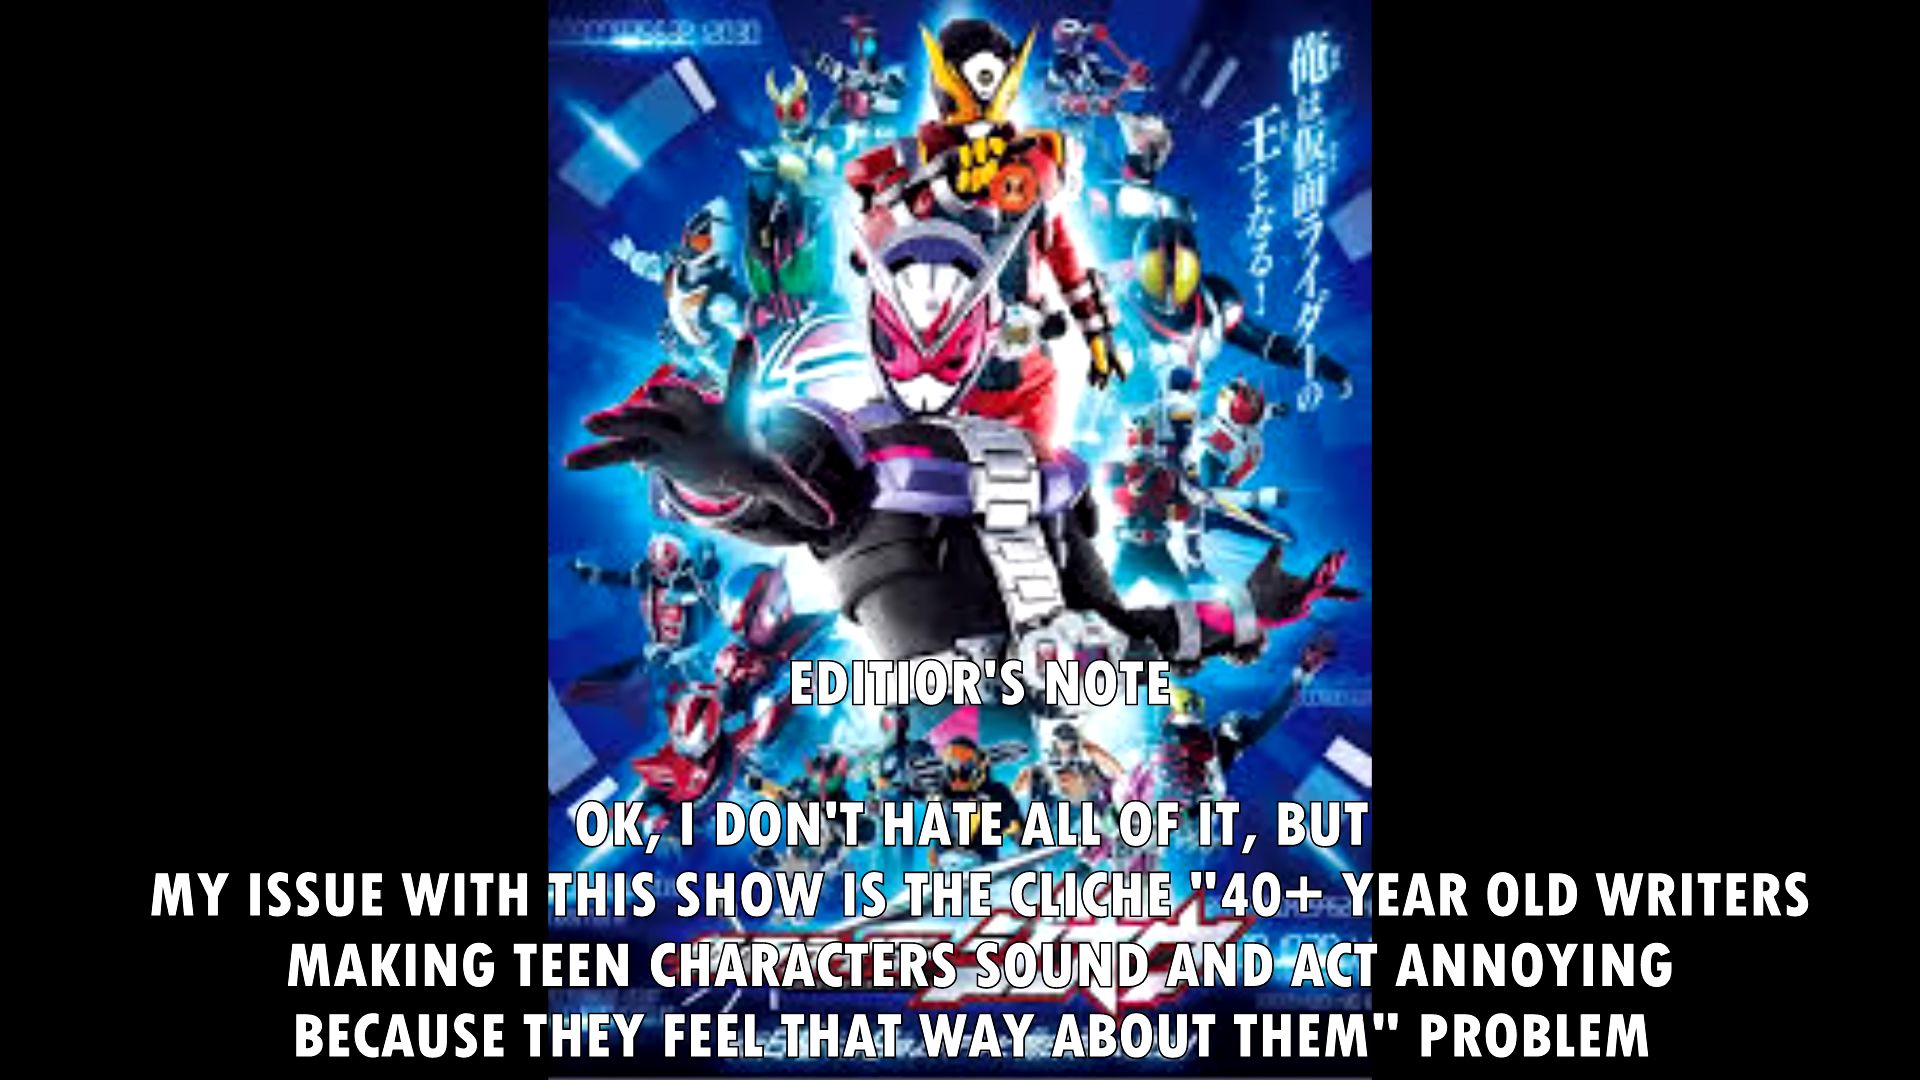 俺は仮面ライダーの
王となる!
EDITIOR'S NOTE
OK, I DON'T HATE ALL OF IT, BUT
MY ISSUE WITH THIS SHOW IS THE CLICHE "40+ YEAR OLD WRITERS
MAKING TEEN CHARACTERS SOUND AND ACT ANNOYING
BECAUSE THEY FEEL THAT WAY ABOUT THEM" PROBLEM